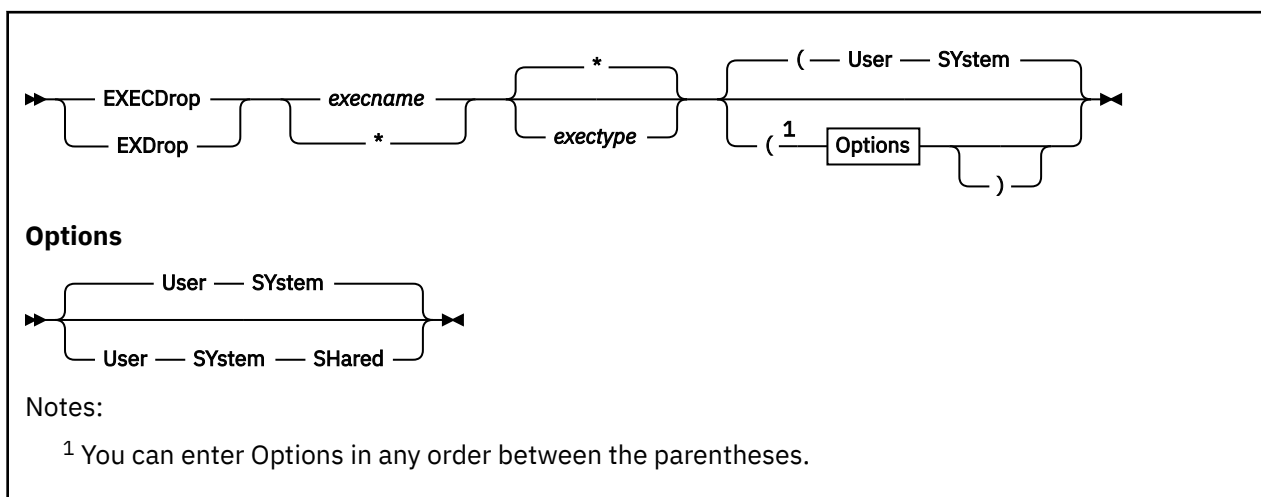 * ( User SYstem
EXECDrop execname
EXDrop * exectype ( 1 Options
)
Options
User SYstem
User SYstem SHared
Notes:
1 You can enter Options in any order between the parentheses.